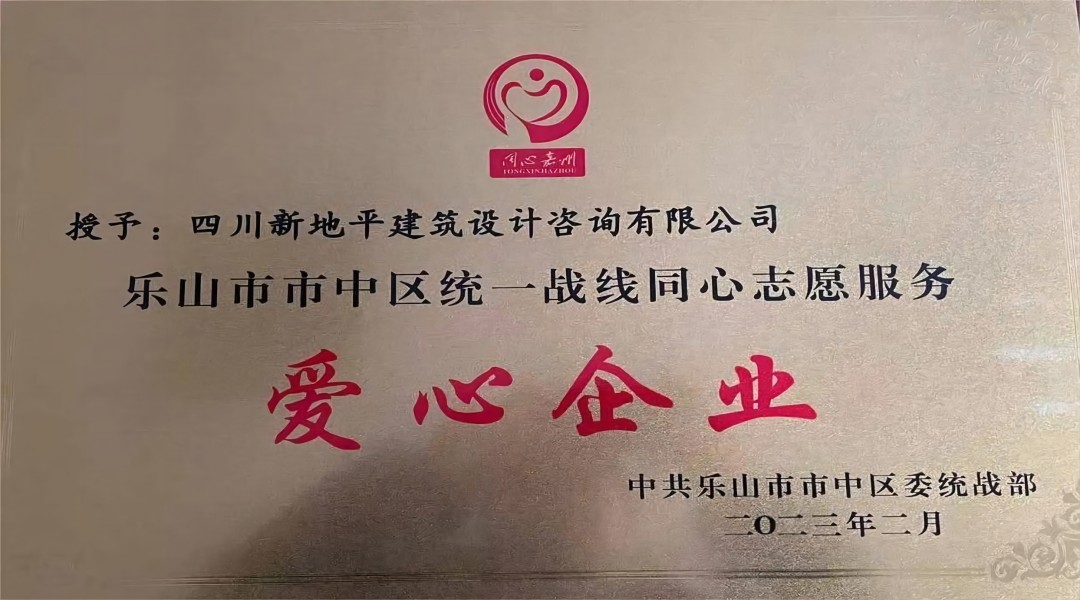 同心嘉州
TONGXINJIAZHOU
授予：四川新地平建筑设计咨询有限公司
乐山市市中区统一战线同心志愿服务
爱心企业
中共乐山市市中区委统战部
二O二三年二月